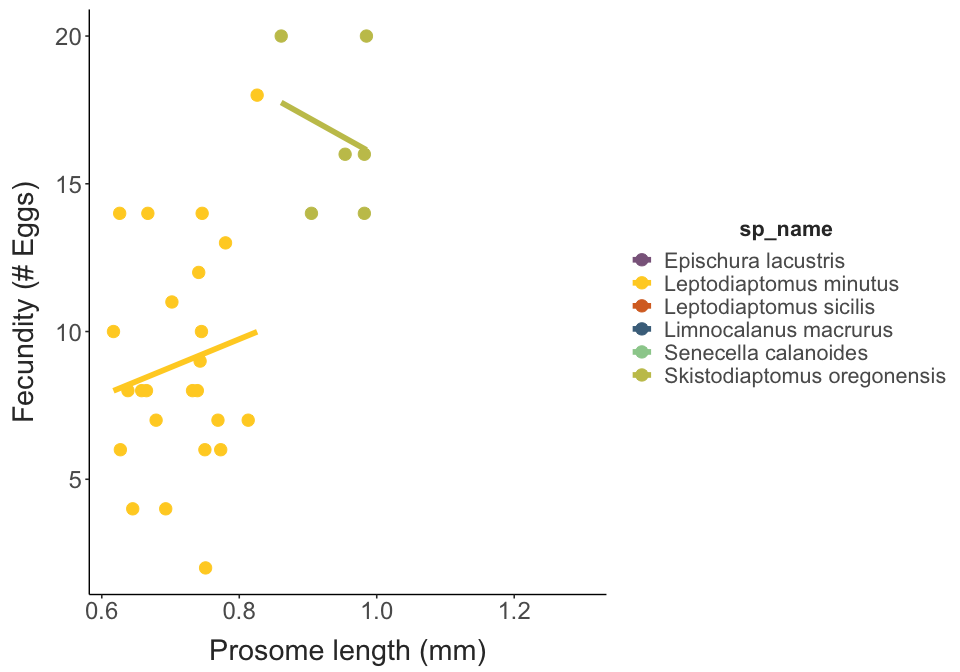 20
15
10
5
Fecundity (# Eggs)
0.6 0.8 1.0 1.2
Prosome length (mm)
sp_name
Epischura lacustris
Leptodiaptomus minutus
Leptodiaptomus sicilis
Limnocalanus macrurus
Senecella calanoides
Skistodiaptomus oregonensis